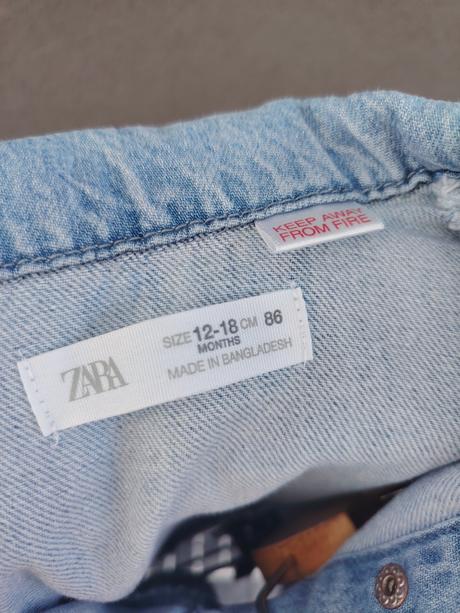 KEEP AWAY
FROM FIRE
ZARA
SIZE 12-18 CM 86
MONTHS
MADE IN BANGLADESH